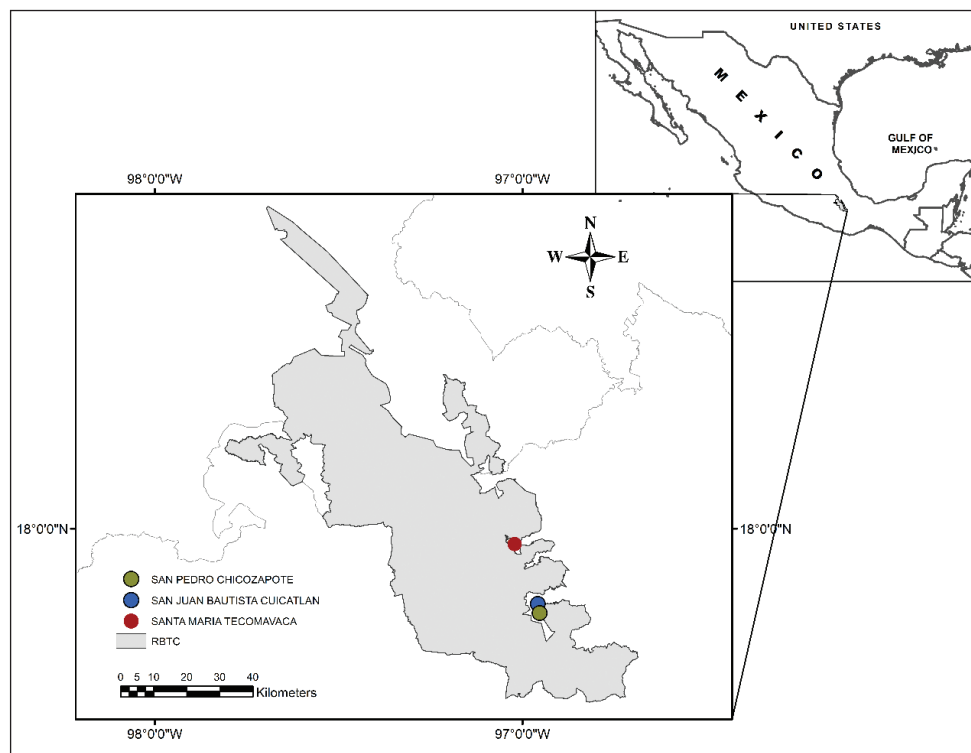 UNITED STATES
MEXICO
GULF OF
MEXICO
98°0'0"W
97°0'0"W
N
W E
S
18°0'0"N
18°0'0"N
SAN PEDRO CHICOZAPOTE
SAN JUAN BAUTISTA CUICATLAN
SANTA MARIA TECOMAVACA
RBTC
0 5 10 20 30 40
Kilometers
98°0'0"W
97°0'0"W